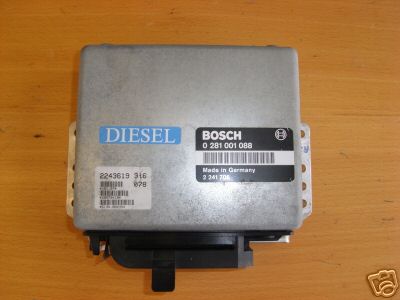 DIESEL
BOSCH
0 281 001 088
Made in Germany
2 241 706
2243619 316
078